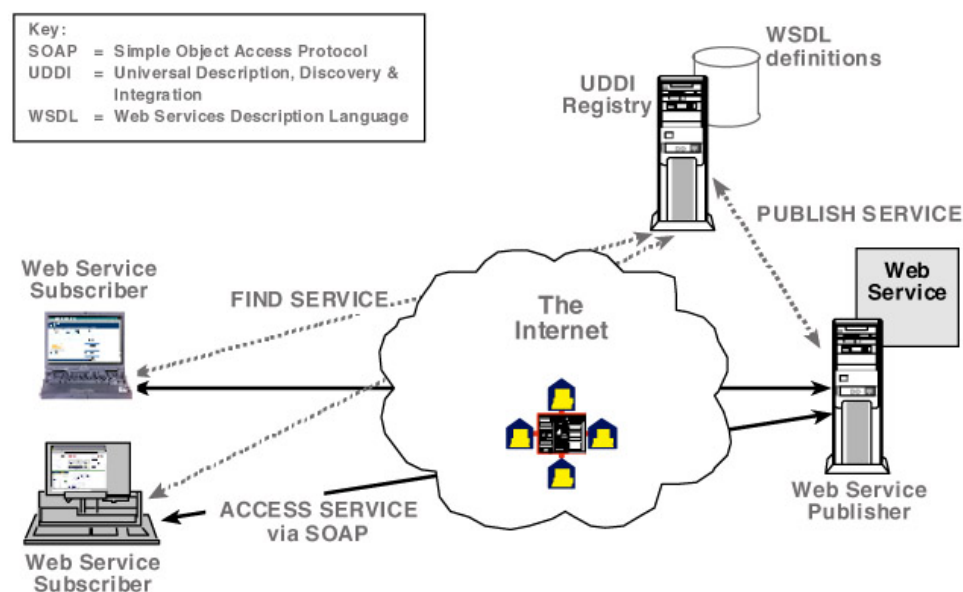 Key:
SOAP = Simple Object Access Protocol
UDDI = Universal Description, Discovery &
Integration
WSDL = Web Services Description Language
WSDL
definitions
UDDI
Registry
PUBLISH SERVICE
Web
Service
Web Service
Subscriber
FIND SERVICE
The
Internet
ACCESS SERVICE
via SOAP
Web Service
Publisher
Web Service
Subscriber